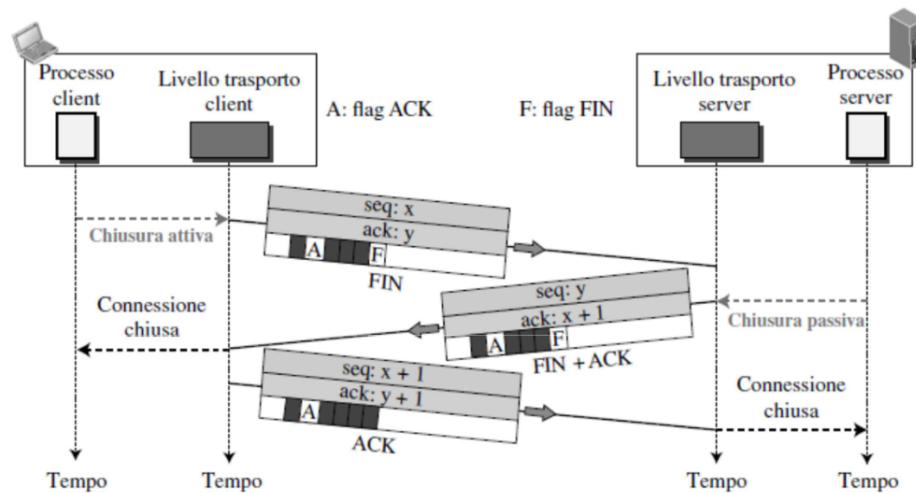 Processo
client
Livello trasporto
client
A: flag ACK
F: flag FIN
Livello trasporto
server
Processo
server
seq: x
ack: y
A F
FIN
Chiusura attiva
seq: y
ack: x + 1
A F
FIN + ACK
Chiusura passiva
Connessione
chiusa
seq: x + 1
ack: y + 1
A
ACK
Connessione
chiusa
Tempo
Tempo
Tempo
Tempo